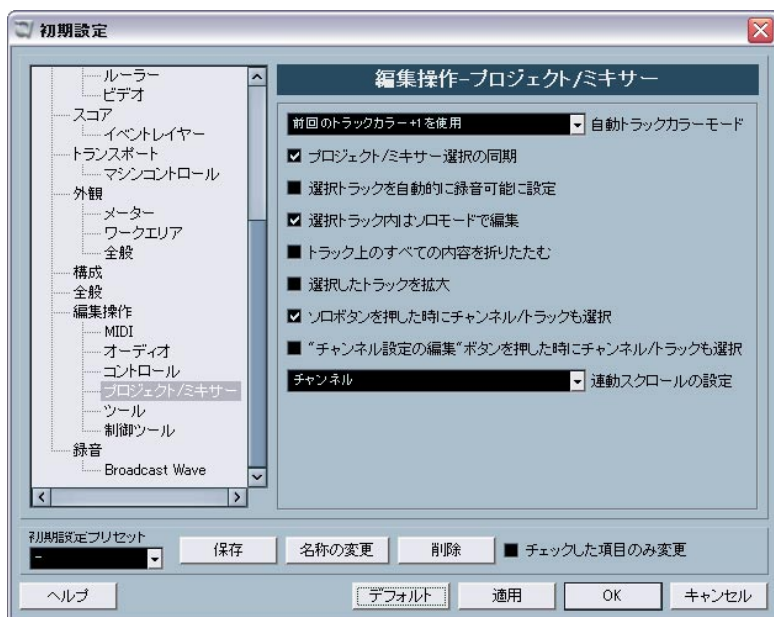 初期設定
ルーラー
ビデオ
スコア
イベントレイヤー
トランスポート
マシンコントロール
外観
メーター
ワークエリア
全般
構成
全般
編集操作
MIDI
オーディオ
コントロール
プロジェクト/ミキサー
ツール
制御ツール
録音
Broadcast Wave
編集操作-プロジェクト/ミキサー
前回のトラックカラー+1を使用 自動トラックカラーモード
プロジェクト/ミキサー選択の同期
選択トラックを自動的に録音可能に設定
選択トラック内はソロモードで編集
トラック上のすべての内容を折りたたむ
選択したトラックを拡大
ソロボタンを押した時にチャンネル/トラックも選択
"チャンネル設定の編集"ボタンを押した時にチャンネル/トラックも選択
チャンネル 連動スクロールの設定
初期設定プリセット
-
保存 名称の変更 削除 チェックした項目のみ変更
ヘルプ デフォルト 適用 OK キャンセル